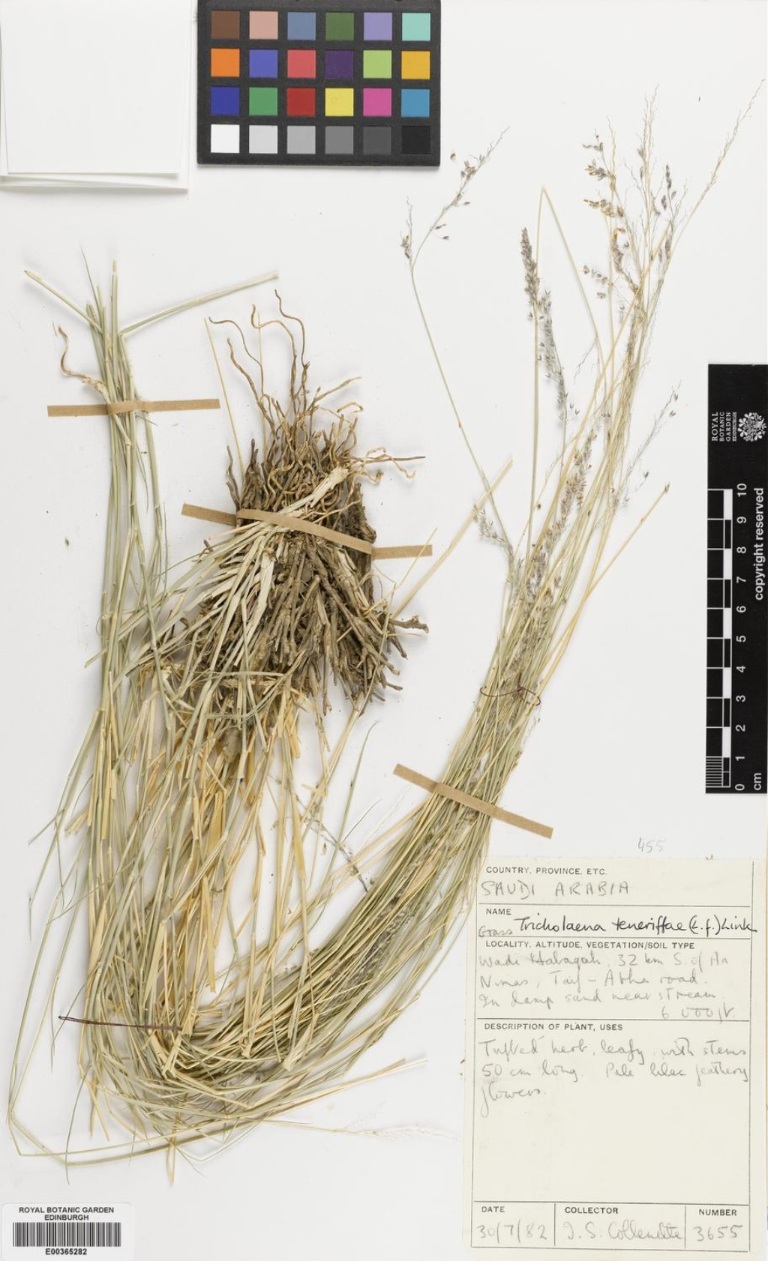 ROYAL
BOTANIC
GARDEN
EDINBURGH
0 1 2 3 4 5 6 7 8 9 10
cm
copyright reserved
455
COUNTRY, PROVINCE, ETC.
SAUDI ARABIA
NAME
Grass Tricholaena teneriffae (L.f.) Link
LOCALITY, ALTITUDE, VEGETATION/SOIL TYPE
Wadi Habagah, 32 km S. of An
Nimas, Taif - Abha road.
In damp sand near stream.
6 000 ft.
DESCRIPTION OF PLANT, USES
Tufted herb, leafy, with stems
50 cm long. Pale lilac feathery
flowers.
DATE COLLECTOR NUMBER
30/7/82 I.S. Collenette 3655
ROYAL BOTANIC GARDEN
EDINBURGH
E00365282